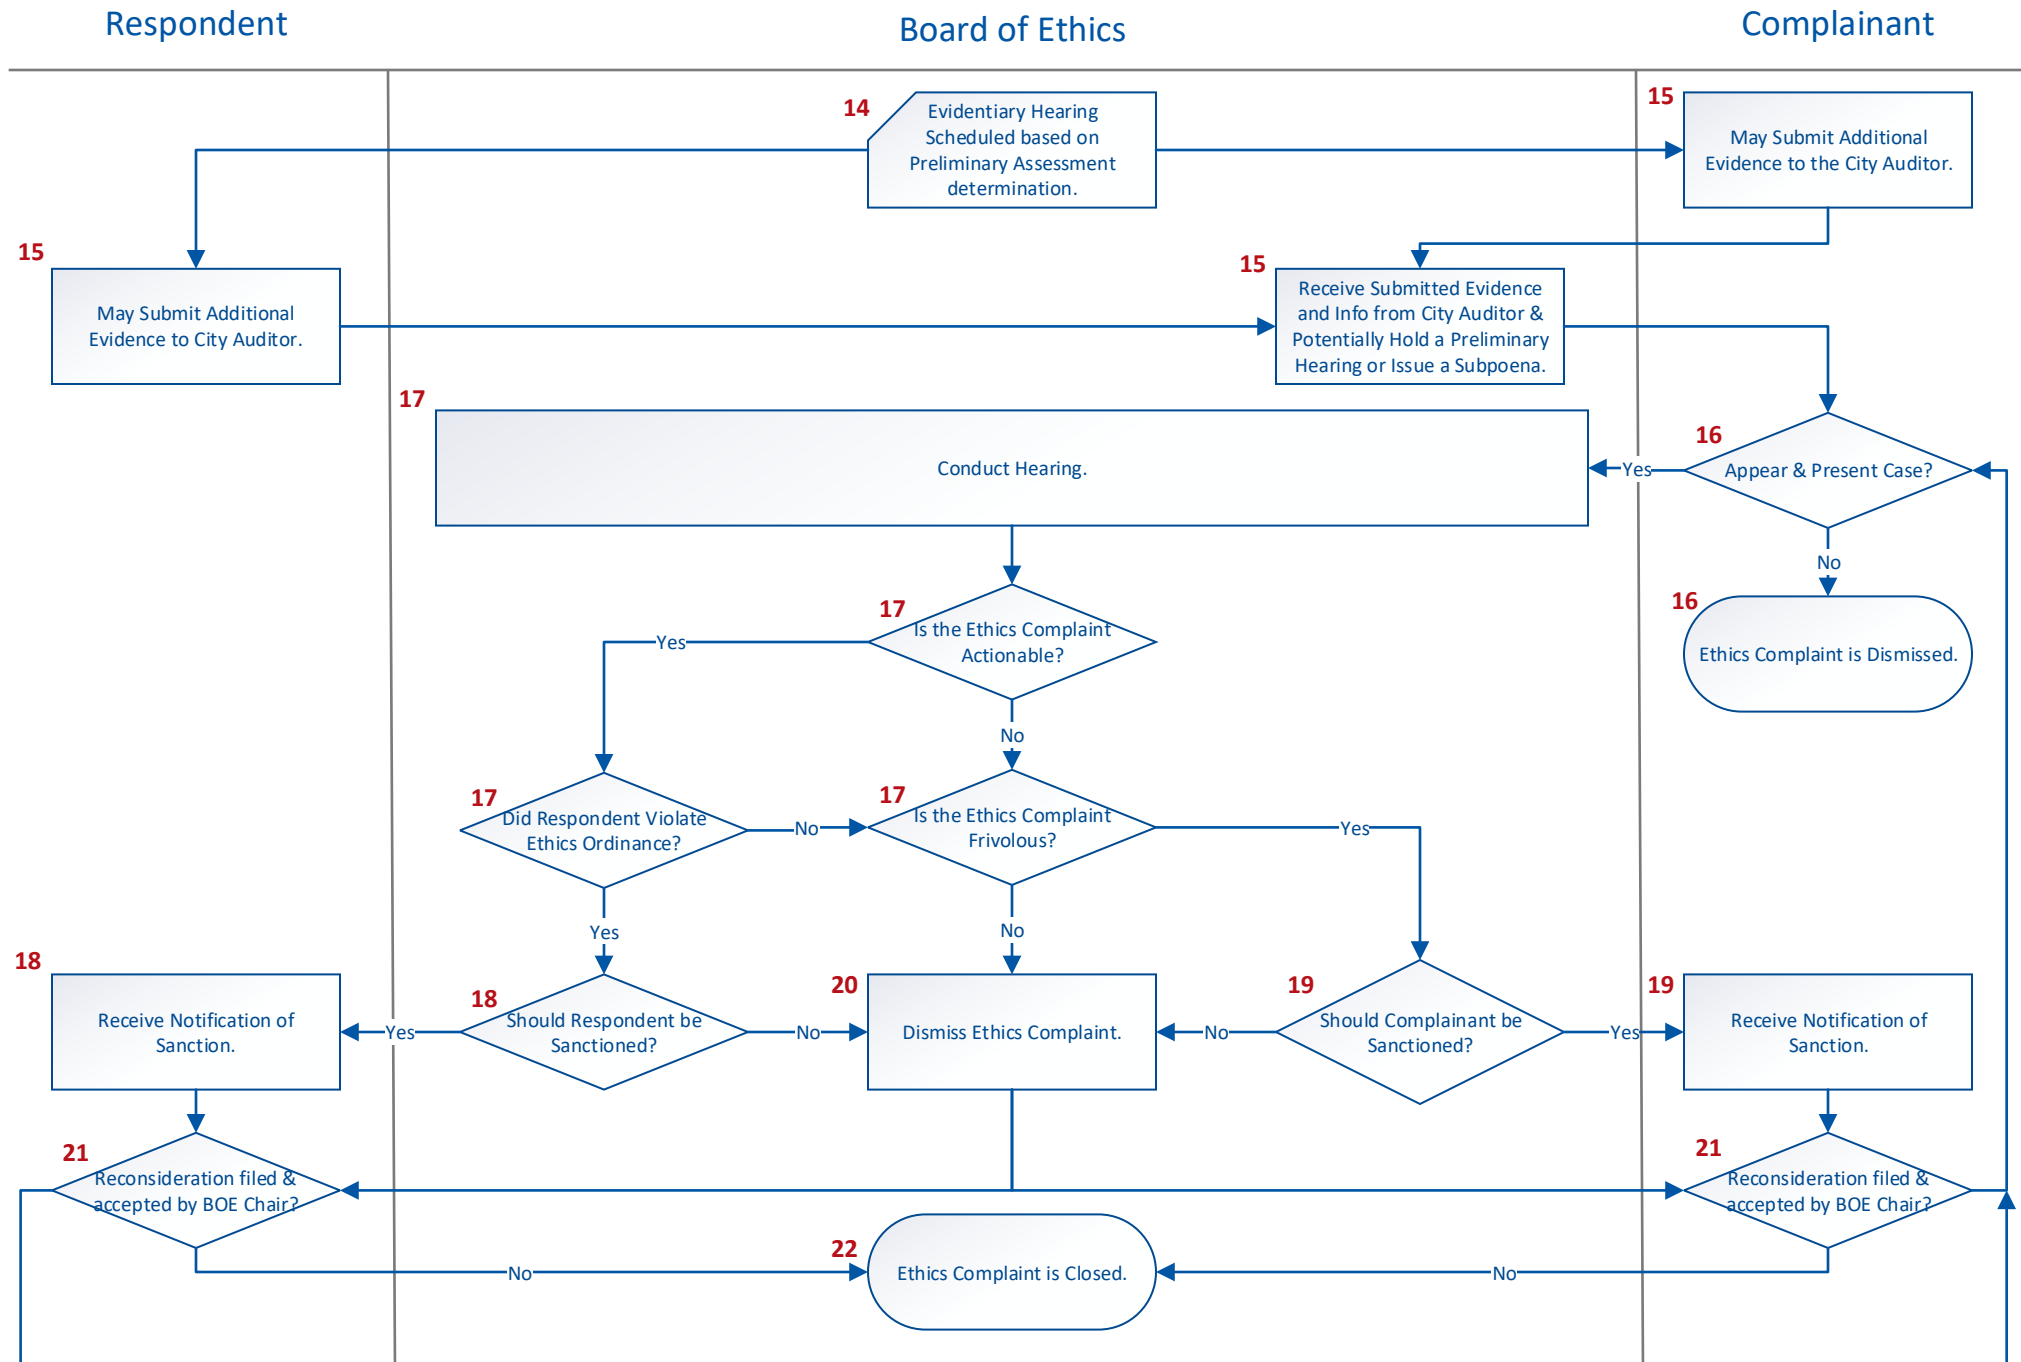 Respondent
Board of Ethics
Complainant
14
Evidentiary Hearing
Scheduled based on
Preliminary Assessment
determination.
15
May Submit Additional
Evidence to the City Auditor.
15
May Submit Additional
Evidence to City Auditor.
15
Receive Submitted Evidence
and Info from City Auditor &
Potentially Hold a Preliminary
Hearing or Issue a Subpoena.
17
Conduct Hearing.
Yes
16
Appear & Present Case?
No
16
Ethics Complaint is Dismissed.
17
Is the Ethics Complaint
Actionable?
Yes
No
17
Did Respondent Violate
Ethics Ordinance?
No
17
Is the Ethics Complaint
Frivolous?
Yes
Yes
No
18
Receive Notification of
Sanction.
Yes
18
Should Respondent be
Sanctioned?
No
20
Dismiss Ethics Complaint.
No
19
Should Complainant be
Sanctioned?
Yes
19
Receive Notification of
Sanction.
21
Reconsideration filed &
accepted by BOE Chair?
21
Reconsideration filed &
accepted by BOE Chair?
No
22
Ethics Complaint is Closed.
No